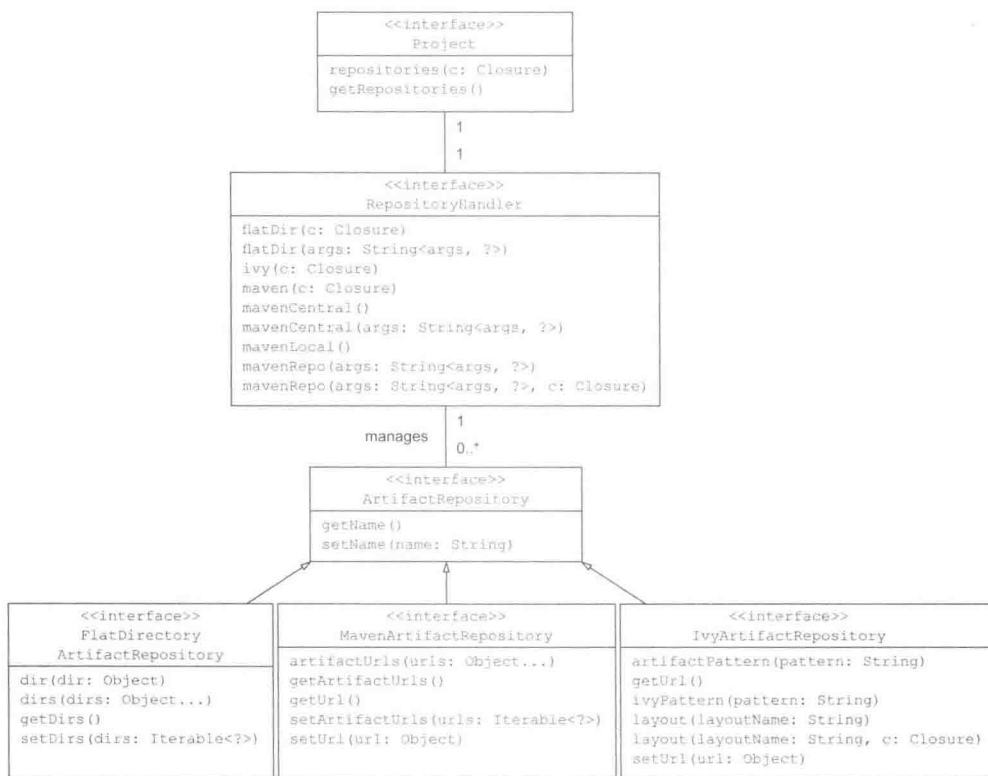 <<interface>>
Project
repositories(c: Closure)
getRepositories()
1
1
<<interface>>
RepositoryHandler
flatDir(c: Closure)
flatDir(args: String<args, ?>)
ivy(c: Closure)
maven(c: Closure)
mavenCentral()
mavenCentral(args: String<args, ?>)
mavenLocal()
mavenRepo(args: String<args, ?>)
mavenRepo(args: String<args, ?>, c: Closure)
manages
1
0..*
<<interface>>
ArtifactRepository
getName()
setName(name: String)
<<interface>>
FlatDirectory
ArtifactRepository
dir(dir: Object)
dirs(dirs: Object...)
getDirs()
setDirs(dirs: Iterable<?>)
<<interface>>
MavenArtifactRepository
artifactUrls(urls: Object...)
getArtifactUrls()
getUrl()
setArtifactUrls(urls: Iterable<?>)
setUrl(url: Object)
<<interface>>
IvyArtifactRepository
artifactPattern(pattern: String)
getUrl()
ivyPattern(pattern: String)
layout(layoutName: String)
layout(layoutName: String, c: Closure)
setUrl(url: Object)